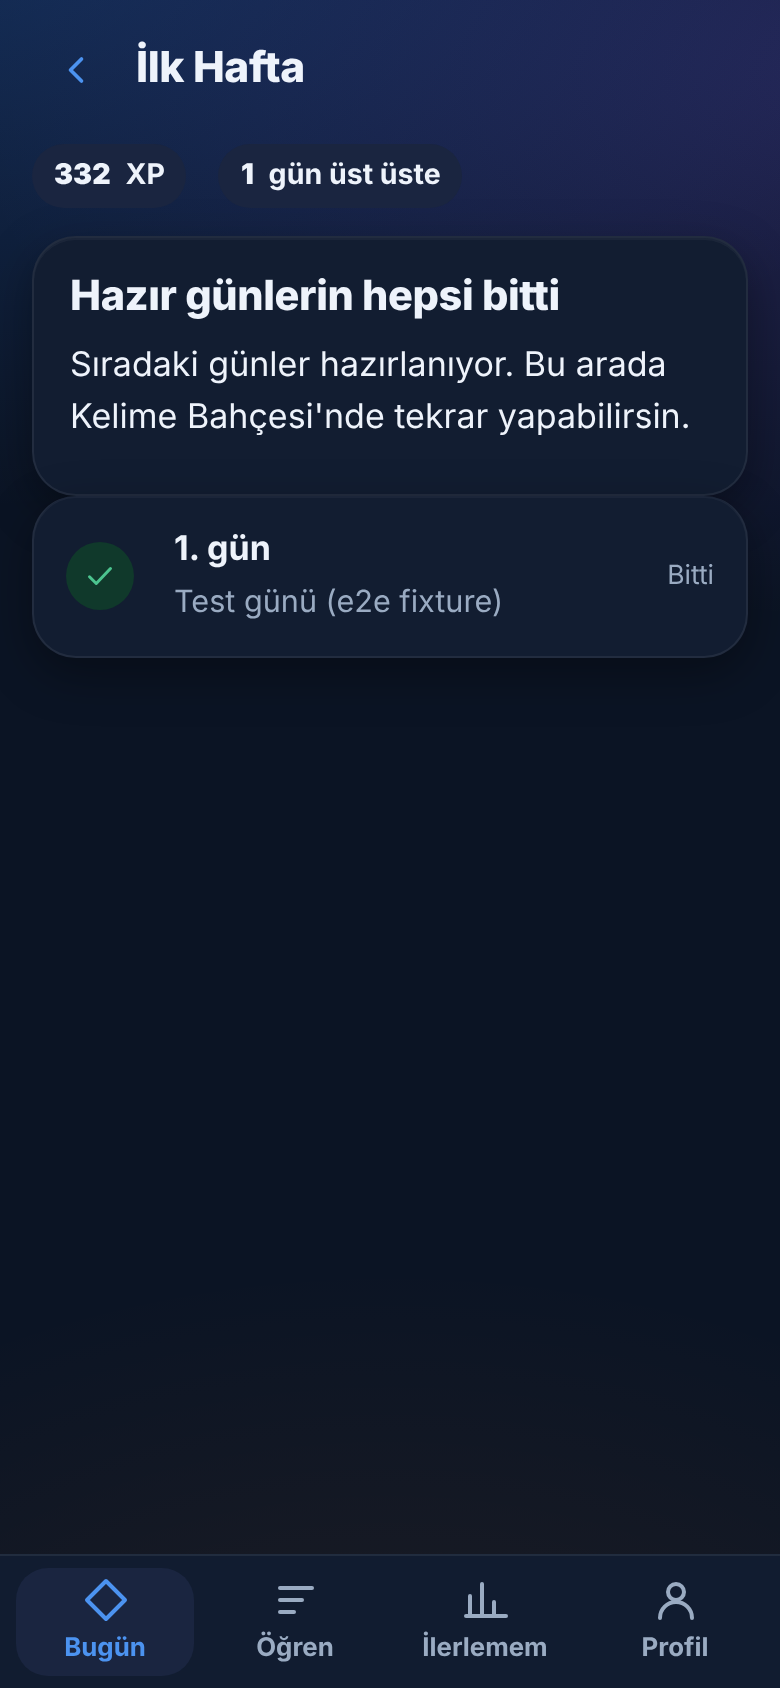 İlk Hafta
332 XP
1 gün üst üste
Hazır günlerin hepsi bitti
Sıradaki günler hazırlanıyor. Bu arada
Kelime Bahçesi'nde tekrar yapabilirsin.
1. gün
Test günü (e2e fixture)
Bitti
Bugün
Öğren
İlerlemem
Profil